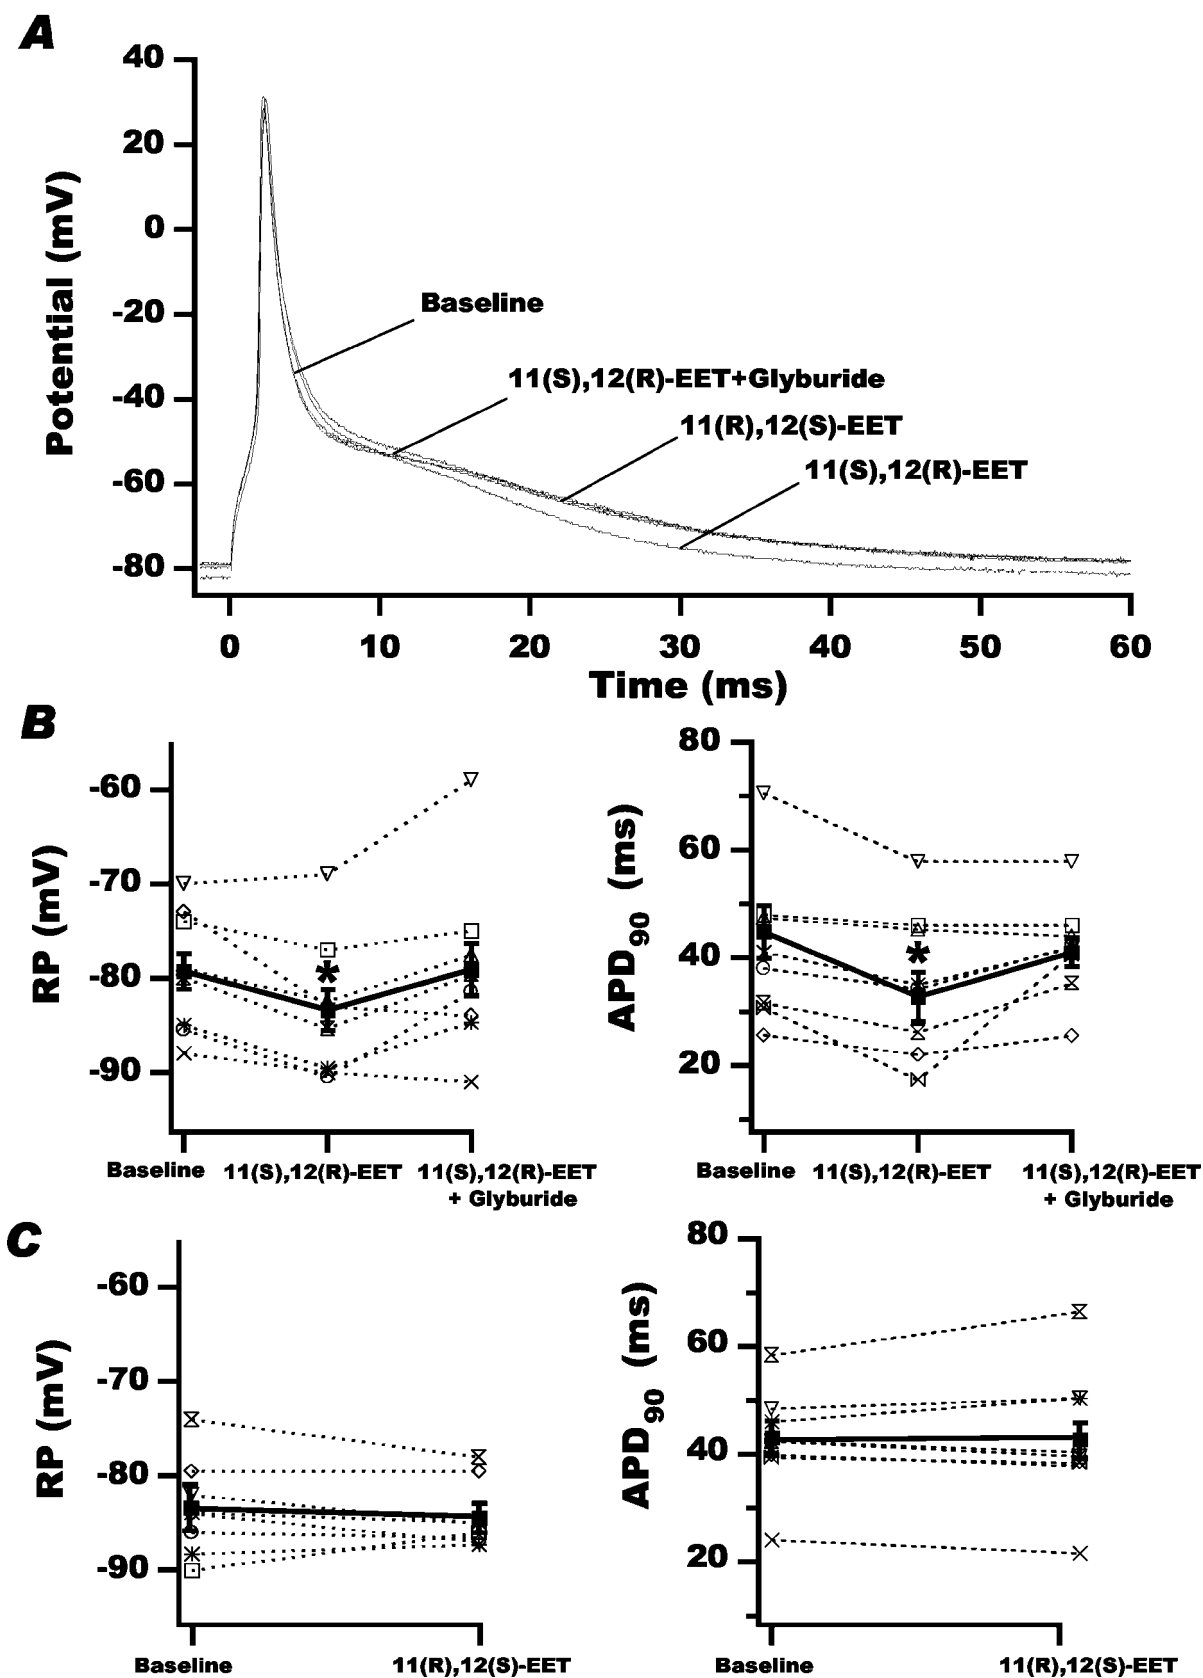 A
Potential (mV)
40
20
0
-20
-40
-60
-80
Baseline
11(S),12(R)-EET+Glyburide
11(R),12(S)-EET
11(S),12(R)-EET
0 10 20 30 40 50 60
Time (ms)
B
RP (mV)
-60
-70
-80
-90
*
Baseline 11(S),12(R)-EET 11(S),12(R)-EET
+ Glyburide
APD90 (ms)
80
60
40
20
*
Baseline 11(S),12(R)-EET 11(S),12(R)-EET
+ Glyburide
C
RP (mV)
-60
-70
-80
-90
Baseline 11(R),12(S)-EET
APD90 (ms)
80
60
40
20
Baseline 11(R),12(S)-EET